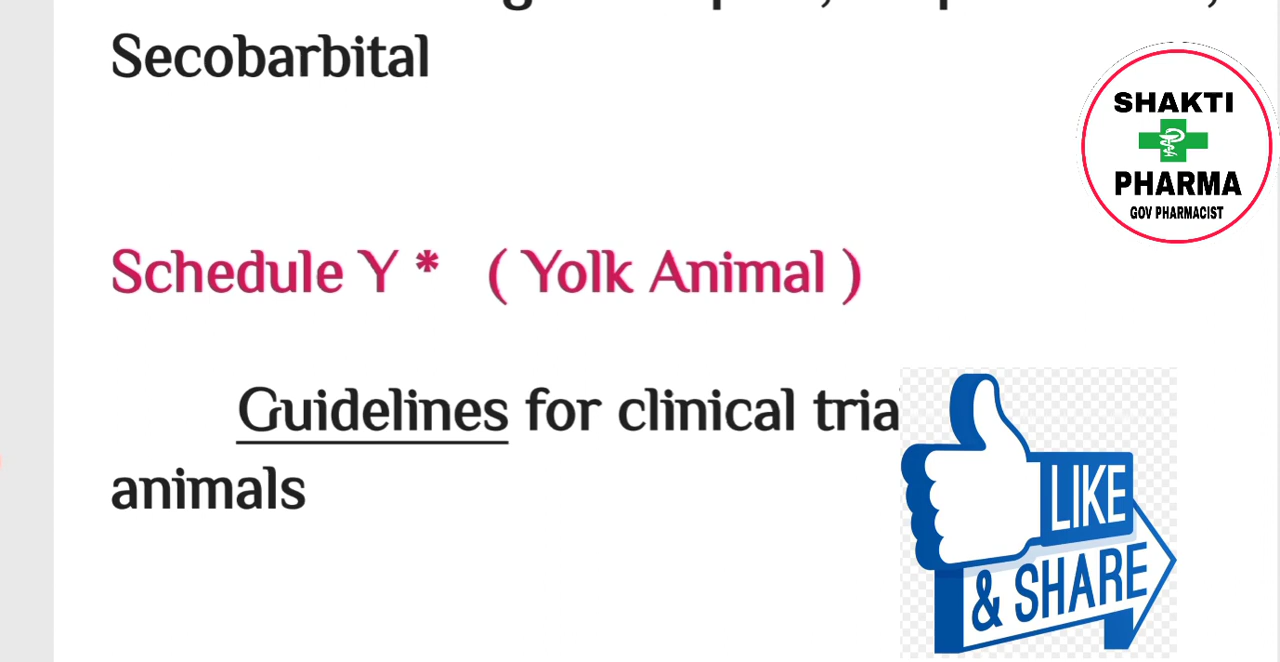 Secobarbital
SHAKTI
PHARMA
GOV PHARMACIST
Schedule Y * ( Yolk Animal )
Guidelines for clinical tria
animals
LIKE
& SHARE